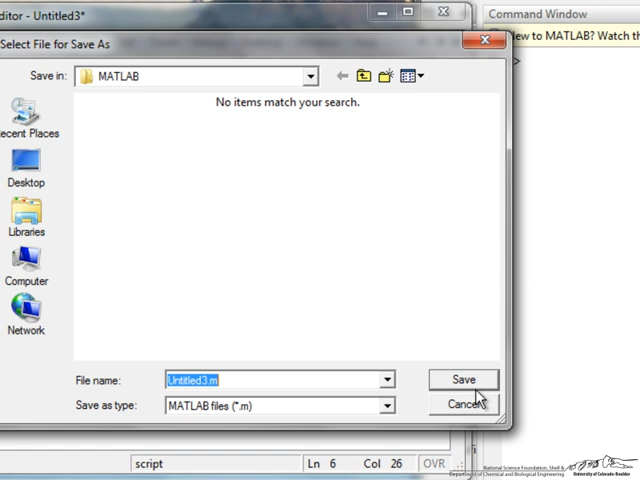 ditor - Untitled3*
Command Window
Select File for Save As
New to MATLAB? Watch th
Save in:
MATLAB
No items match your search.
ecent Places
Desktop
Libraries
Computer
Network
File name:
Untitled3.m
Save
Save as type:
MATLAB files (*.m)
Cancel
script
Ln 6 Col 26
OVR
National Science Foundation, Shell &
Department of Chemical and Biological Engineering
University of Colorado Boulder